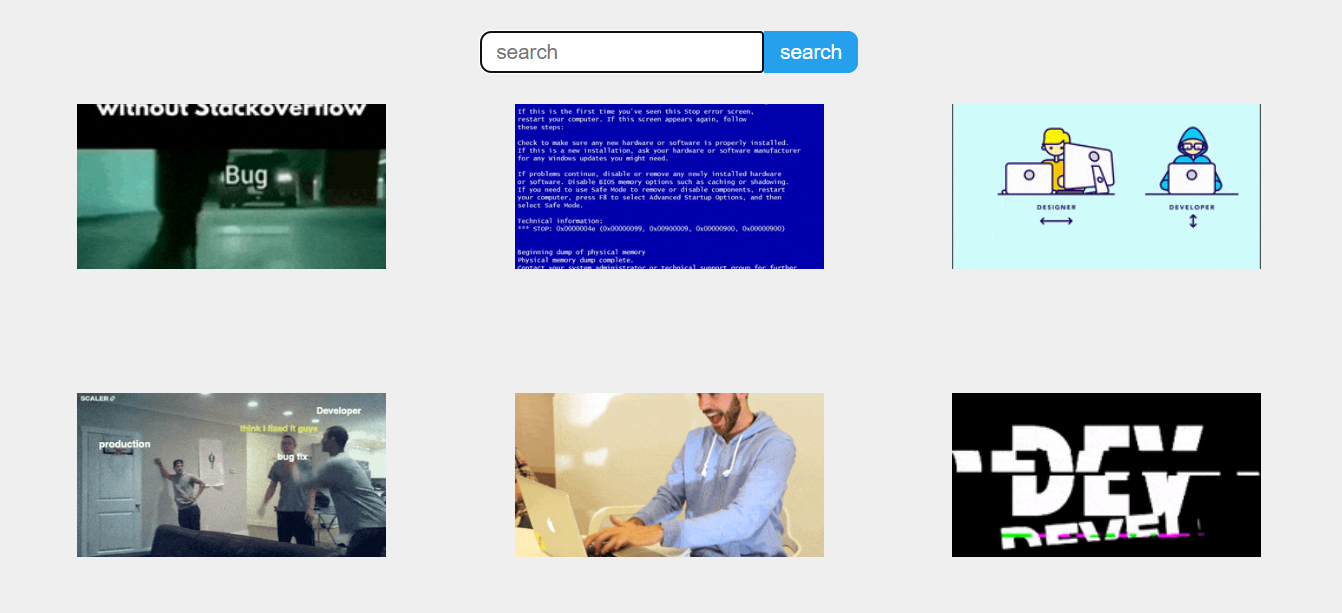 search
search
without Stackoverflow
Bug
If this is the first time you've seen this Stop error screen,
restart your computer. If this screen appears again, follow
these steps:
Check to make sure any new hardware or software is properly installed.
If this is a new installation, ask your hardware or software manufacturer
for any Windows updates you might need.
If problems continue, disable or remove any newly installed hardware
or software. Disable BIOS memory options such as caching or shadowing.
If you need to use Safe Mode to remove or disable components, restart
your computer, press F8 to select Advanced Startup Options, and then
select Safe Mode.
Technical information:
*** STOP: 0x0000004e (0x00000099, 0x00900009, 0x00000900, 0x00000900)
Beginning dump of physical memory
Physical memory dump complete.
Contact your system administrator or technical support group for further
DESIGNER
DEVELOPER
SCALER
Developer
think I fixed it guys
production
bug fix
DEV